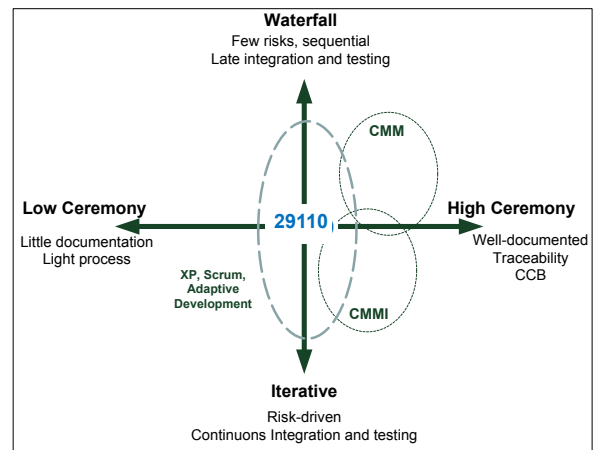 Waterfall
Few risks, sequential
Late integration and testing
CMM
Low Ceremony
29110
High Ceremony
Little documentation
Light process
Well-documented
Traceability
CCB
XP, Scrum,
Adaptive
Development
CMMI
Iterative
Risk-driven
Continuons Integration and testing